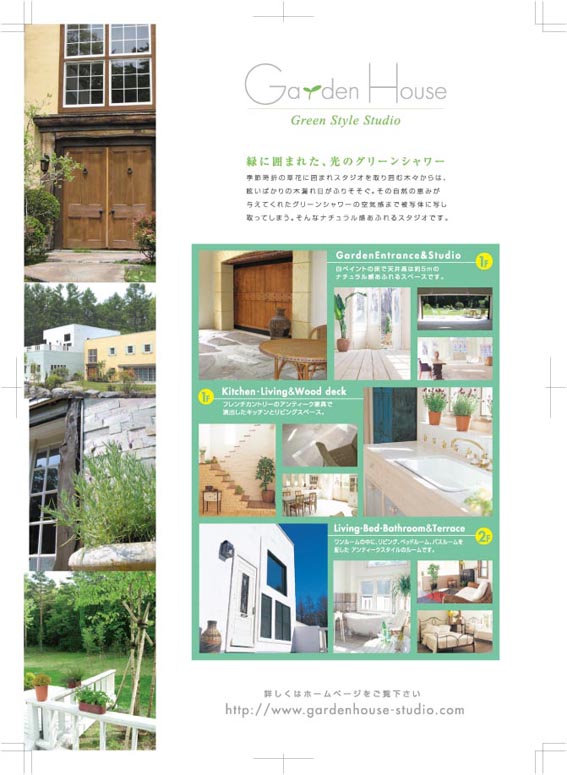 Garden House
Green Style Studio
緑に囲まれた、光のグリーンシャワー
季節時折の草花に囲まれスタジオを取り囲む木々からは、
眩いばかりの木漏れ日がふりそそぐ。その自然の恵みが
与えてくれたグリーンシャワーの空気感まで被写体に写し
取ってしまう。そんなナチュラル感あふれるスタジオです。
GardenEntrance&Studio
1F
白ペイントの床で天井高は約5mの
ナチュラル感あふれるスペースです。
1F
Kitchen・Living&Wood deck
フレンチカントリーのアンティーク家具で
演出したキッチンとリビングスペース。
Living・Bed・Bathroom&Terrace
2F
ワンルームの中に、リビング、ベッドルーム、バスルームを
配した アンティークスタイルのルームです。
詳しくはホームページをご覧下さい
http://www.gardenhouse-studio.com